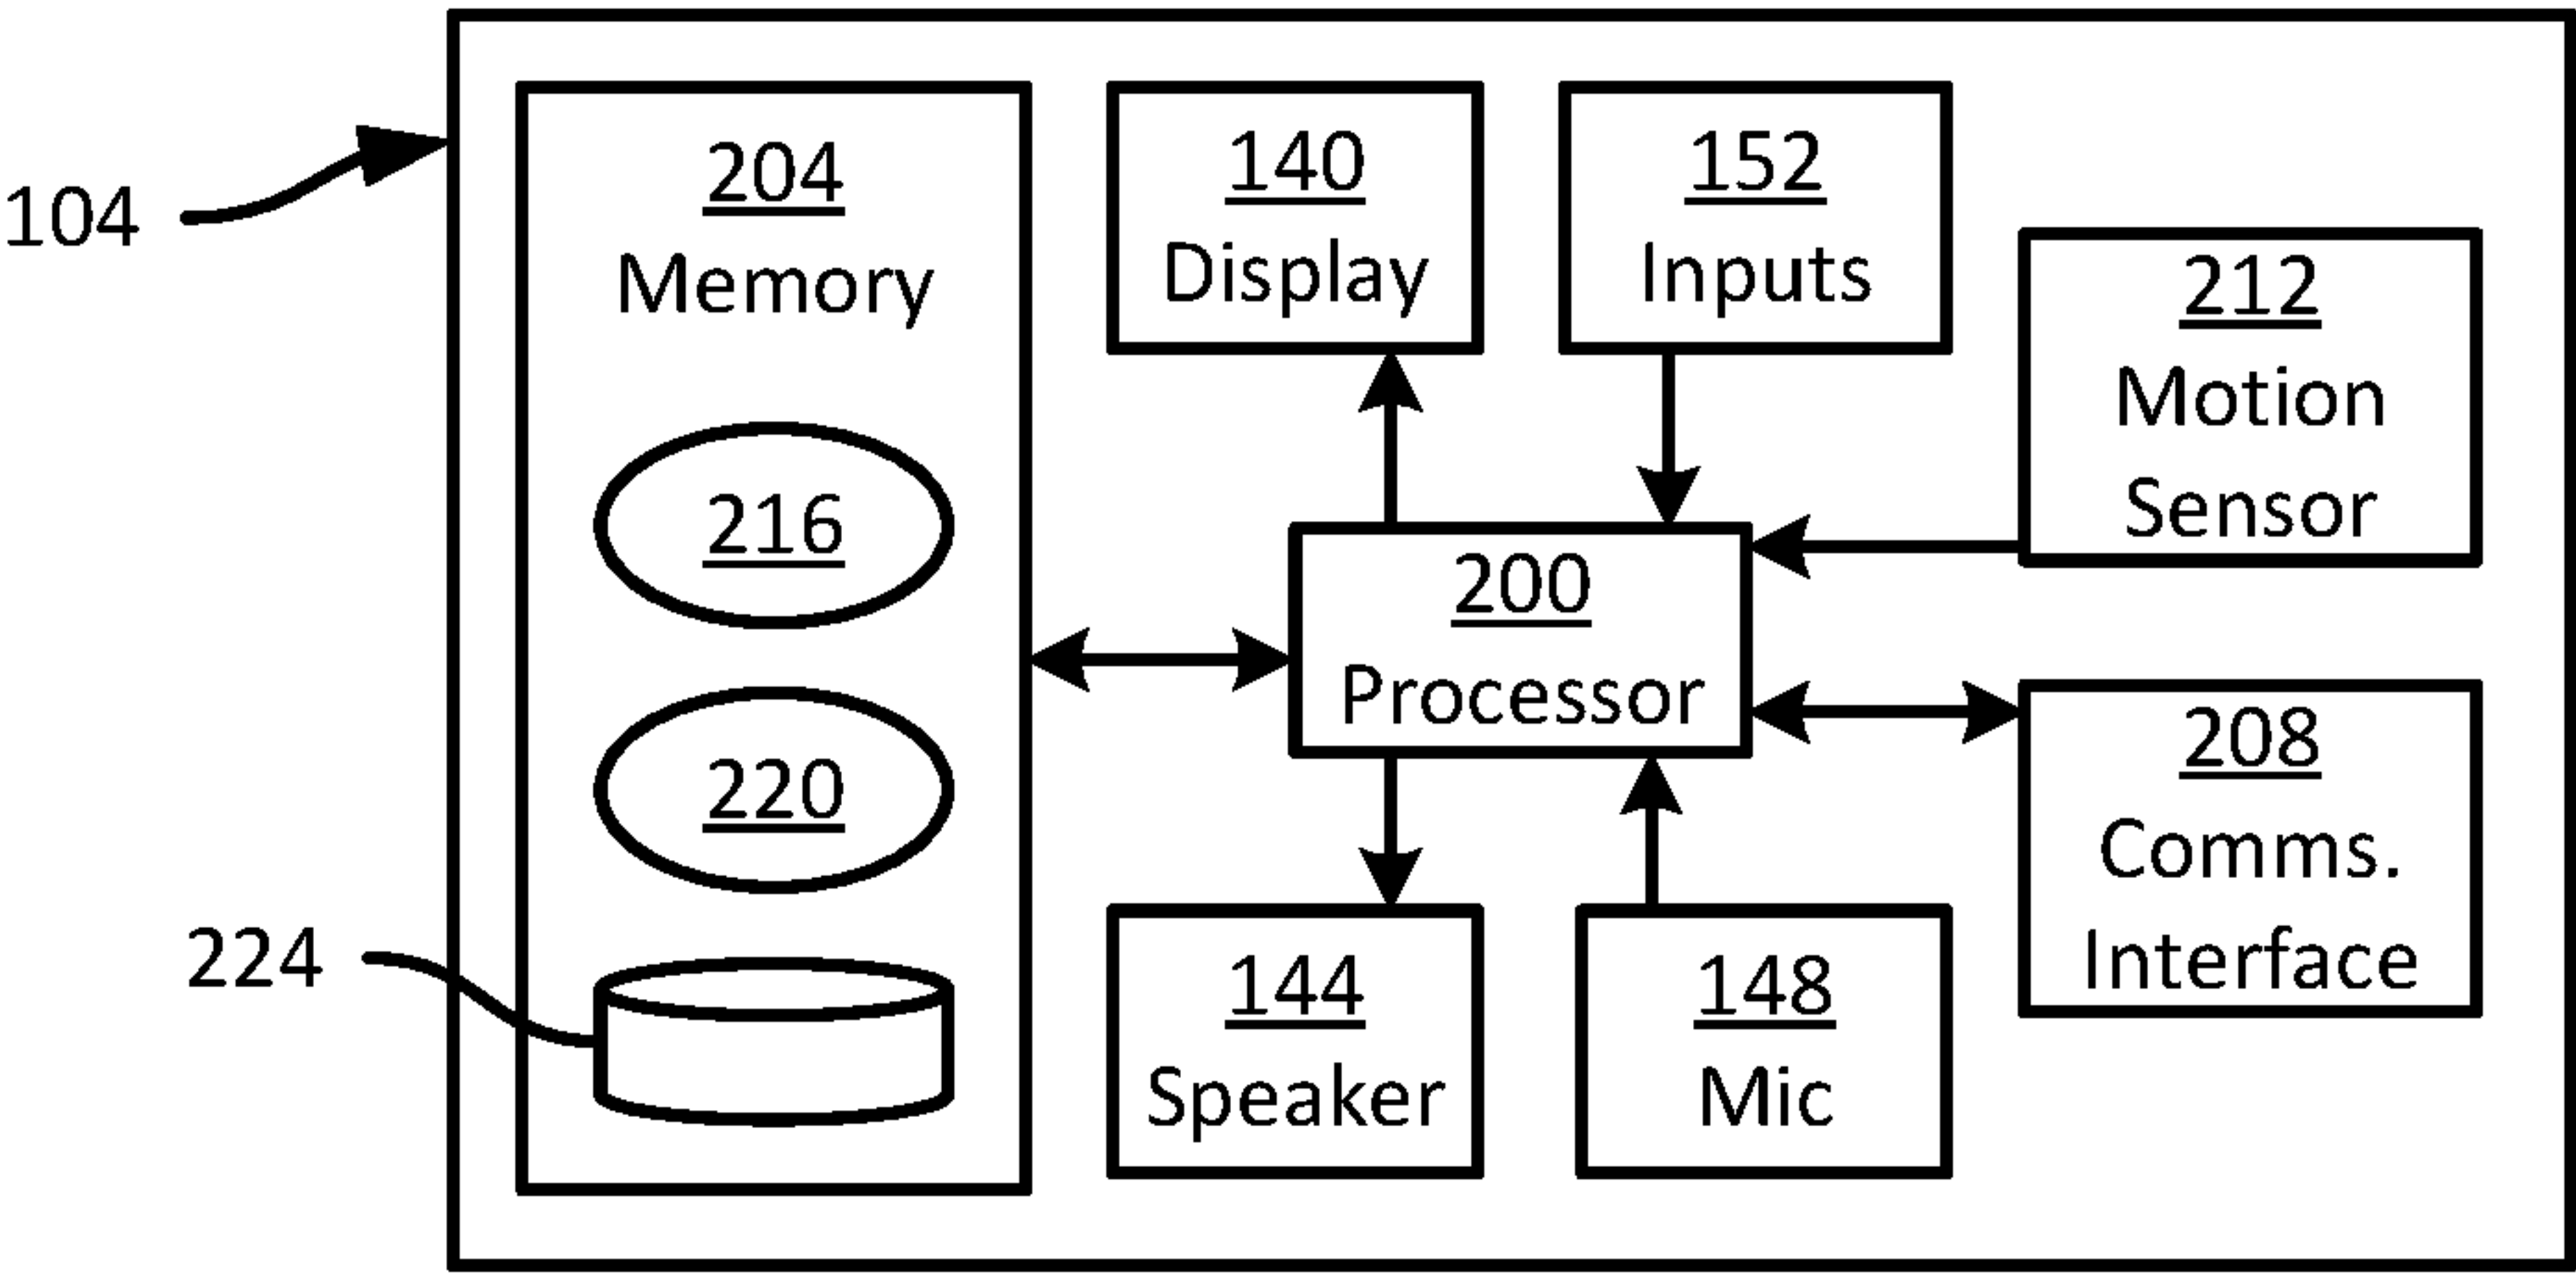 104
204
Memory
216
220
224
140
Display
152
Inputs
212
Motion
Sensor
200
Processor
208
Comms.
Interface
144
Speaker
148
Mic